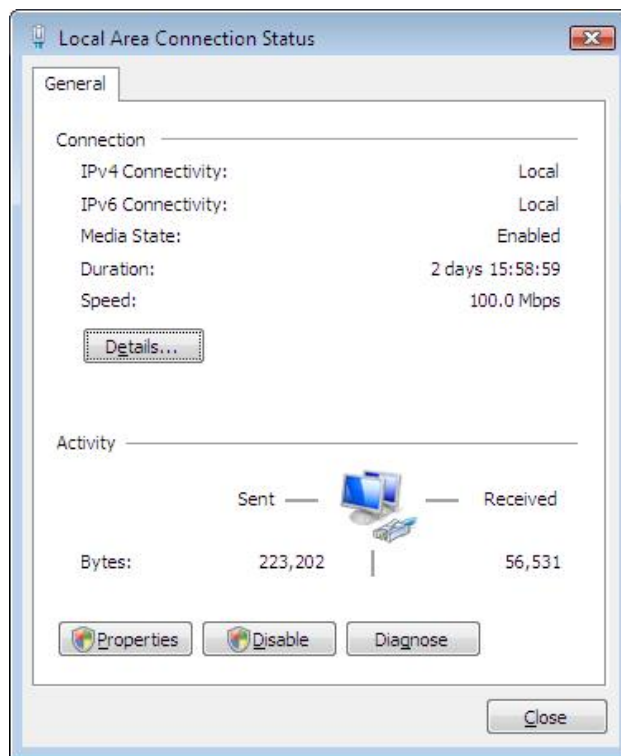 Local Area Connection Status
General
Connection
IPv4 Connectivity: Local
IPv6 Connectivity: Local
Media State: Enabled
Duration: 2 days 15:58:59
Speed: 100.0 Mbps
Details...
Activity
Sent Received
Bytes: 223,202 56,531
Properties Disable Diagnose
Close